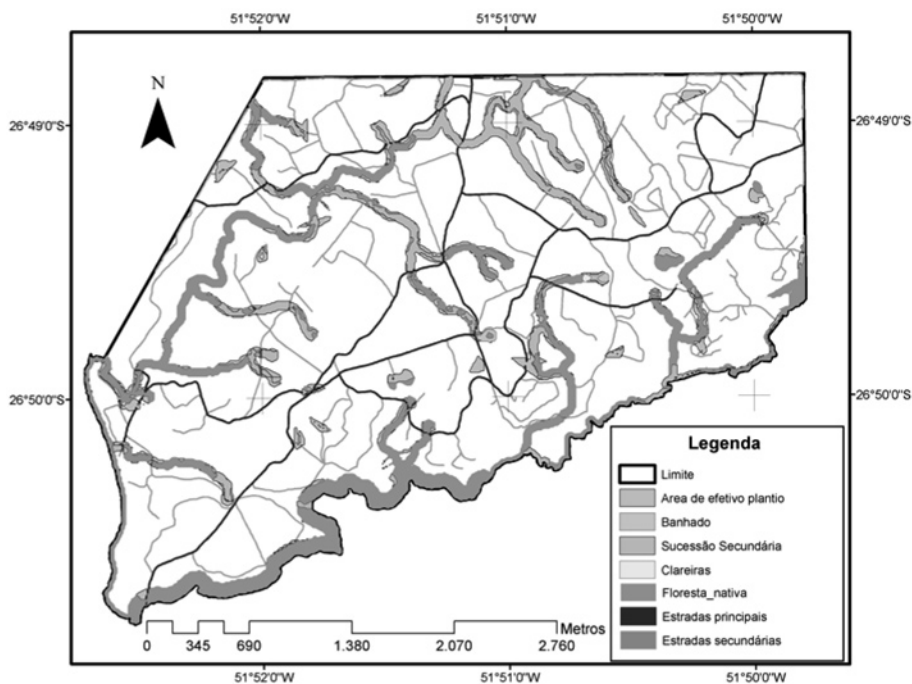 51°52'0"W 51°51'0"W 51°50'0"W
N
26°49'0"S 26°49'0"S
26°50'0"S 26°50'0"S
Legenda
Limite
Area de efetivo plantio
Banhado
Sucessão Secundária
Clareiras
Floresta_nativa
Estradas principais
Estradas secundárias
Metros
0 345 690 1.380 2.070 2.760
51°52'0"W 51°51'0"W 51°50'0"W